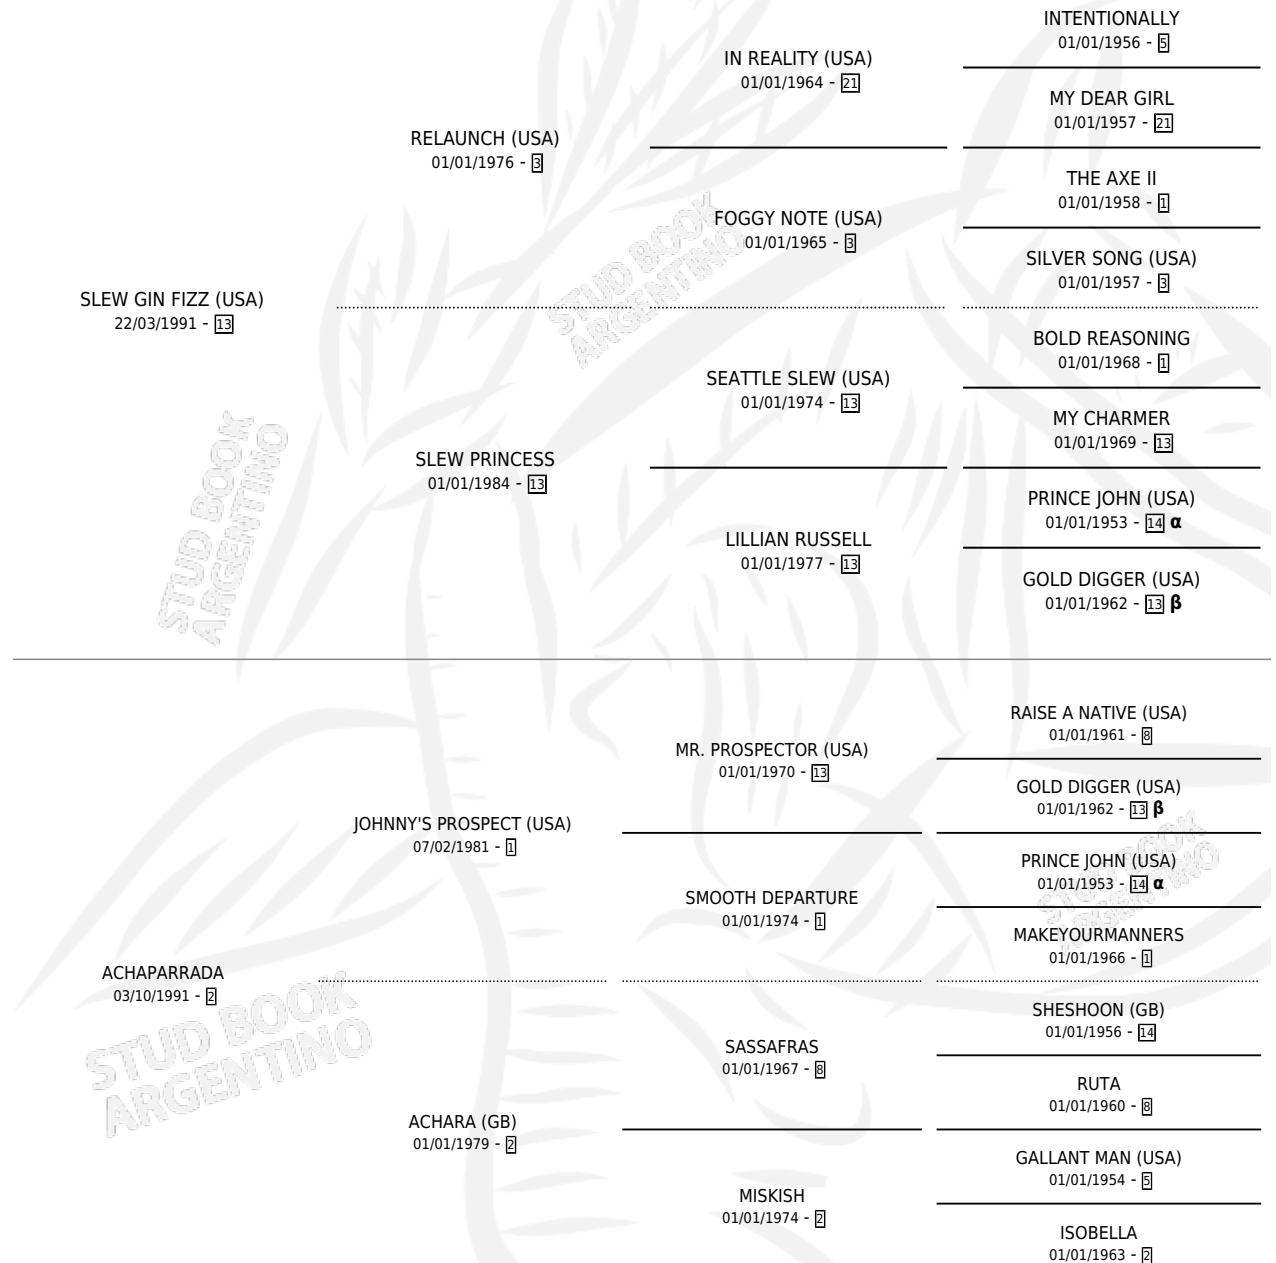 INTENTIONALLY
01/01/1956 - 5
IN REALITY (USA)
01/01/1964 - 21
MY DEAR GIRL
01/01/1957 - 21
RELAUNCH (USA)
01/01/1976 - 3
THE AXE II
01/01/1958 - 1
FOGGY NOTE (USA)
01/01/1965 - 3
SILVER SONG (USA)
01/01/1957 - 3
SLEW GIN FIZZ (USA)
22/03/1991 - 13
BOLD REASONING
01/01/1968 - 1
SEATTLE SLEW (USA)
01/01/1974 - 13
MY CHARMER
01/01/1969 - 13
SLEW PRINCESS
01/01/1984 - 13
PRINCE JOHN (USA)
01/01/1953 - 14 α
LILLIAN RUSSELL
01/01/1977 - 13
GOLD DIGGER (USA)
01/01/1962 - 13 β
RAISE A NATIVE (USA)
01/01/1961 - 8
MR. PROSPECTOR (USA)
01/01/1970 - 13
GOLD DIGGER (USA)
01/01/1962 - 13 β
JOHNNY'S PROSPECT (USA)
07/02/1981 - 1
PRINCE JOHN (USA)
01/01/1953 - 14 α
SMOOTH DEPARTURE
01/01/1974 - 1
MAKEYOURMANNERS
01/01/1966 - 1
ACHAPARRADA
03/10/1991 - 2
SHESHOON (GB)
01/01/1956 - 14
SASSAFRAS
01/01/1967 - 8
RUTA
01/01/1960 - 8
ACHARA (GB)
01/01/1979 - 2
GALLANT MAN (USA)
01/01/1954 - 5
MISKISH
01/01/1974 - 2
ISOBELLA
01/01/1963 - 2
STUD BOOK
ARGENTINO
STUD BOOK
ARGENTINO
STUD BOOK
ARGENTINO
STUD BOOK
ARGENTINO